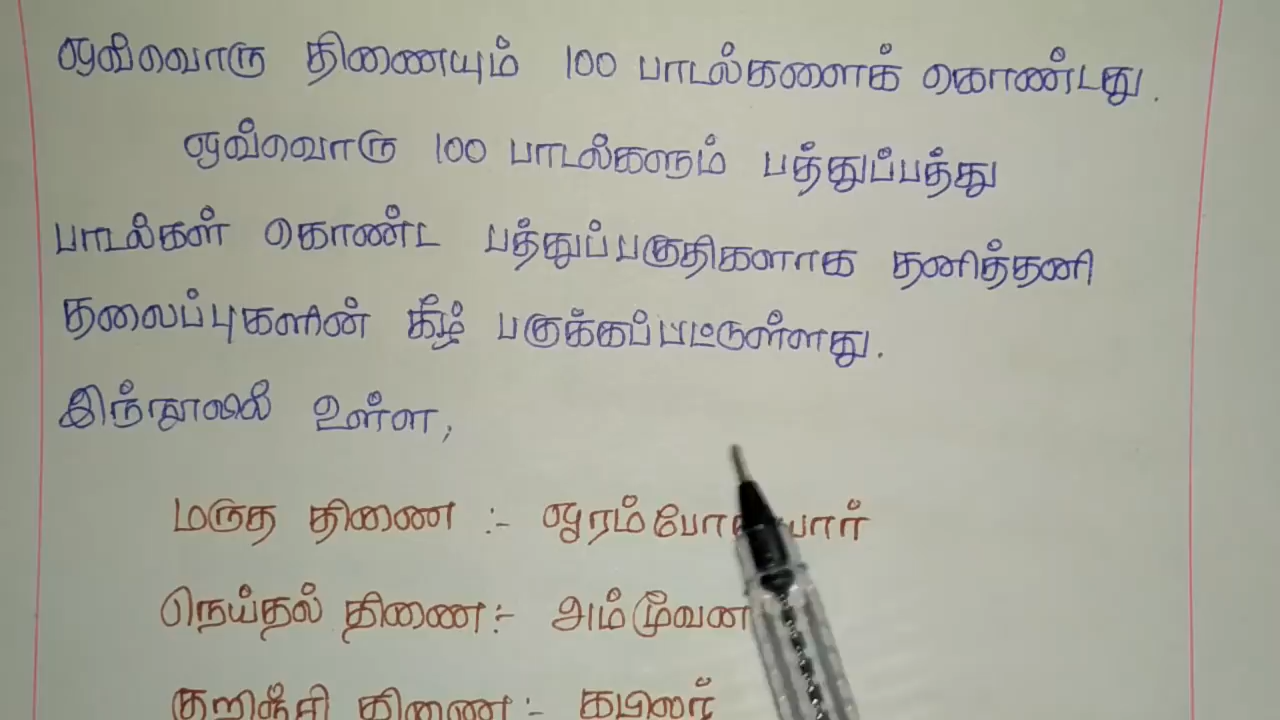 ஒவ்வொரு திணையும் 100 பாடல்களைக் கொண்டது.
ஒவ்வொரு 100 பாடல்களும் பத்துப்பத்து
பாடல்கள் கொண்ட பத்துப்பகுதிகளாக தனித்தனி
தலைப்புகளின் கீழ் பகுக்கப்பட்டுள்ளது.
இந்நூலில் உள்ள,
மருத திணை :-
நெய்தல் திணை :- அம்மூவன
குறிஞ்சி திணை :- கபிலர்